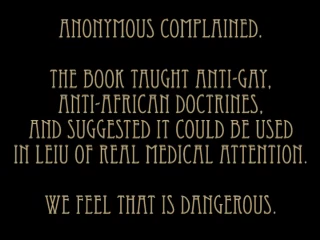 ANONYMOUS COMPLAINED.
THE BOOK TAUGHT ANTI-GAY,
ANTI-AFRICAN DOCTRINES,
AND SUGGESTED IT COULD BE USED
IN LEIU OF REAL MEDICAL ATTENTION.
WE FEEL THAT IS DANGEROUS.